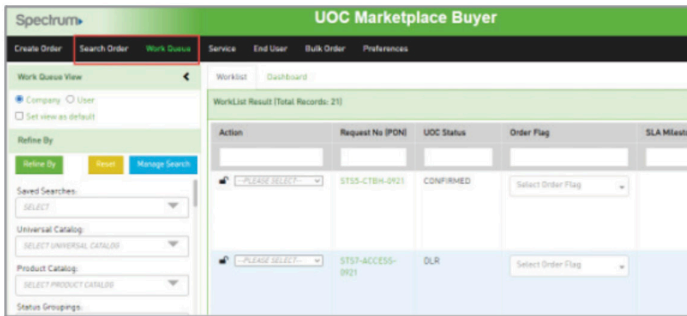 Spectrum
UOC Marketplace Buyer
Create Order Search Order Work Queue Service End User Bulk Order Preferences
Work Queue View
Worklist Dashboard
Company User
Set view as default
WorkList Result (Total Records: 21)
Refine By
Action Request No (PON) UOC Status Order Flag SLA Milesto
Refine By Reset Manage Search
Saved Searches:
SELECT
--PLEASE SELECT-- STS5-CTBH-0921 CONFIRMED Select Order Flag
Universal Catalog:
SELECT UNIVERSAL CATALOG
Product Catalog:
SELECT PRODUCT CATALOG
--PLEASE SELECT-- STS7-ACCESS-
0921 DLR Select Order Flag
Status Groupings: